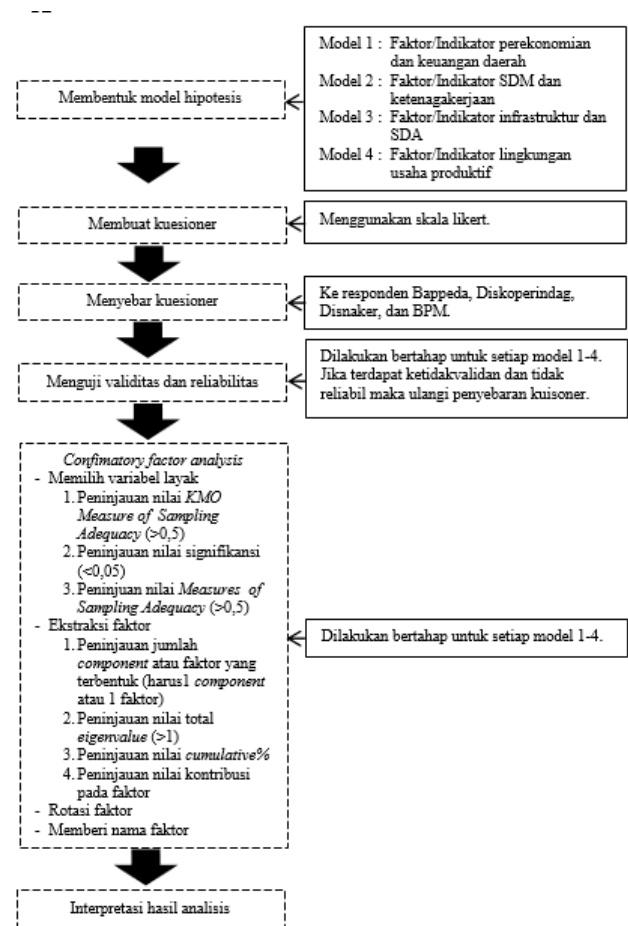 Model 1 : Faktor/Indikator perekonomian
dan keuangan daerah
Model 2 : Faktor/Indikator SDM dan
ketenagakerjaan
Model 3 : Faktor/Indikator infrastruktur dan
SDA
Model 4 : Faktor/Indikator lingkungan
usaha produktif
Membentuk model hipotesis
Membuat kuesioner
Menggunakan skala likert.
Menyebar kuesioner
Ke responden Bappeda, Diskoperindag,
Disnaker, dan BPM.
Menguji validitas dan reliabilitas
Dilakukan bertahap untuk setiap model 1-4.
Jika terdapat ketidakvalidan dan tidak
reliabil maka ulangi penyebaran kuisoner.
Confimatory factor analysis
- Memilih variabel layak
1. Peninjauan nilai KMO
Measure of Sampling
Adequacy (>0,5)
2. Peninjauan nilai signifikansi
(<0,05)
3. Peninjuan nilai Measures of
Sampling Adequacy (>0,5)
- Ekstraksi faktor
1. Peninjauan jumlah
component atau faktor yang
terbentuk (harus1 component
atau 1 faktor)
2. Peninjauan nilai total
eigenvalue (>1)
3. Peninjauan nilai cumulative%
4. Peninjauan nilai kontribusi
pada faktor
- Rotasi faktor
- Memberi nama faktor
Dilakukan bertahap untuk setiap model 1-4.
Interpretasi hasil analisis